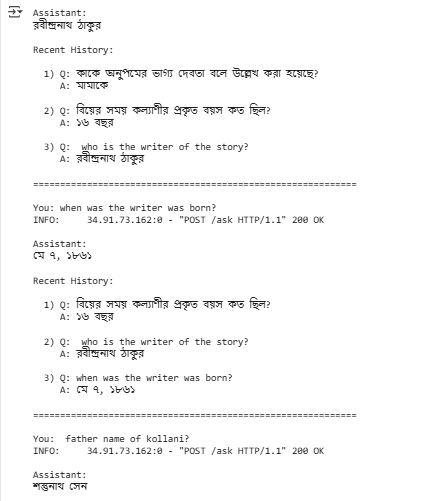 Assistant:
রবীন্দ্রনাথ ঠাকুর
Recent History:
1) Q: কাকে অনুপমের ভাগ্য দেবতা বলে উল্লেখ করা হয়েছে?
A: মামাকে
2) Q: বিয়ের সময় কল্যাণীর প্রকৃত বয়স কত ছিল?
A: ১৬ বছর
3) Q:  who is the writer of the story?
A: রবীন্দ্রনাথ ঠাকুর
============================================================
You: when was the writer was born?
INFO:     34.91.73.162:0 - "POST /ask HTTP/1.1" 200 OK
Assistant:
মে ৭, ১৮৬১
Recent History:
1) Q: বিয়ের সময় কল্যাণীর প্রকৃত বয়স কত ছিল?
A: ১৬ বছর
2) Q:  who is the writer of the story?
A: রবীন্দ্রনাথ ঠাকুর
3) Q: when was the writer was born?
A: মে ৭, ১৮৬১
============================================================
You:  father name of kollani?
INFO:     34.91.73.162:0 - "POST /ask HTTP/1.1" 200 OK
Assistant:
শম্ভুনাথ সেন